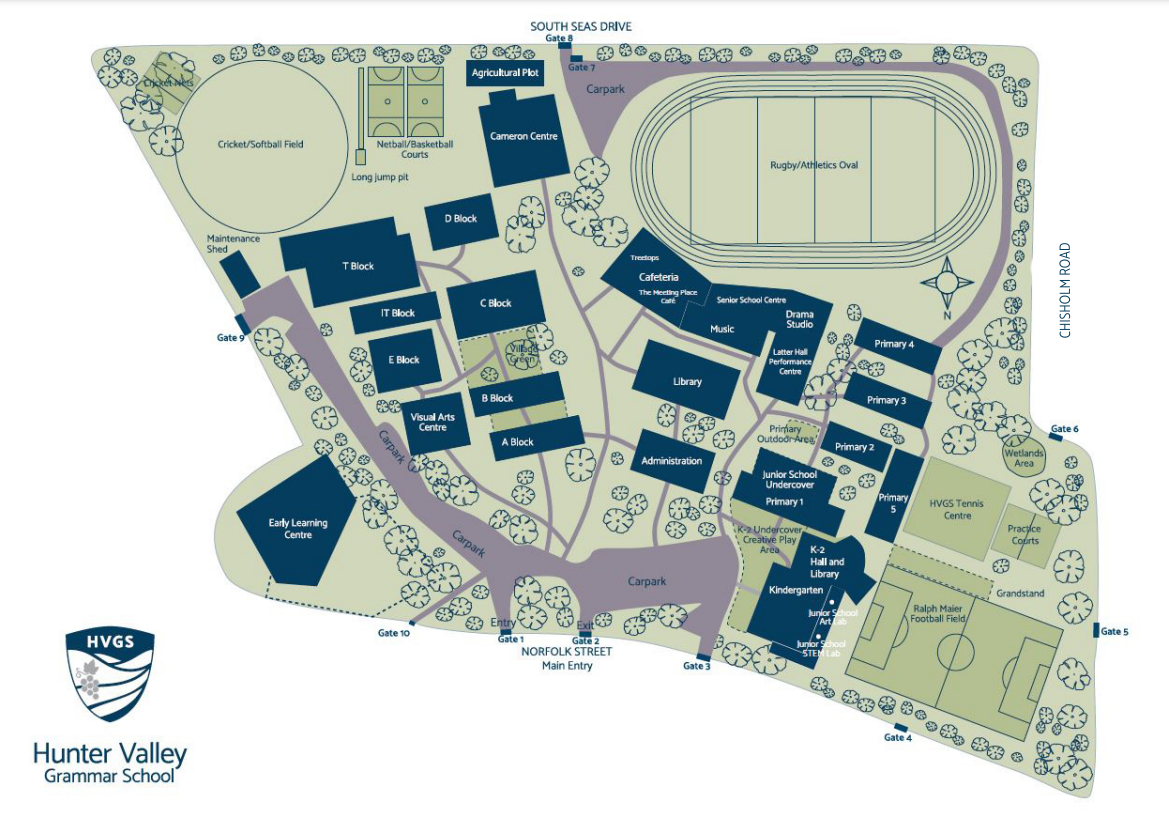 SOUTH SEAS DRIVE
Gate 8
Gate 7
Agricultural Plot
Carpark
Cricket Nets
Cameron Centre
Cricket/Softball Field
Netball/Basketball
Courts
Long jump pit
Rugby/Athletics Oval
D Block
Maintenance
Shed
T Block
Treetops
Cafeteria
The Meeting Place
Café
Senior School Centre
Music
Drama
Studio
Latter Hall
Performance
Centre
N
CHISHOLM ROAD
C Block
IT Block
Gate 9
E Block
Village
Green
Library
Primary 4
Primary 3
B Block
Visual Arts
Centre
A Block
Carpark
Administration
Primary
Outdoor Area
Primary 2
Gate 6
Wetlands
Area
Junior School
Undercover
Primary 1
Primary
5
HVGS Tennis
Centre
Practice
Courts
Early Learning
Centre
Carpark
K-2 Undercover
Creative Play
Area
K-2
Hall and
Library
Kindergarten
Carpark
Grandstand
Ralph Maier
Football Field
Junior School
Art Lab
Junior School
STEM Lab
Gate 10
Entry
Gate 1
Exit
Gate 2
NORFOLK STREET
Main Entry
Gate 3
Gate 5
Gate 4
HVGS
Hunter Valley
Grammar School